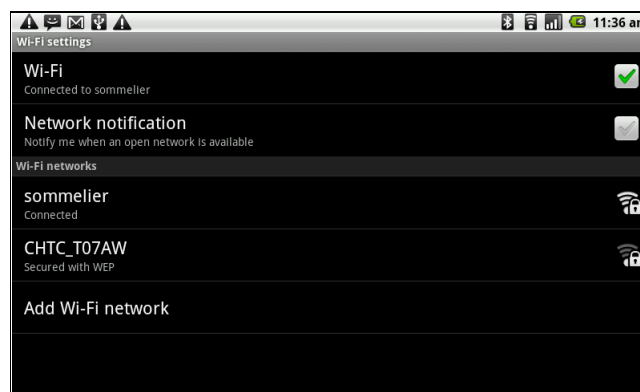 11:36 am
Wi-Fi settings
Wi-Fi
Connected to sommelier
Network notification
Notify me when an open network is available
Wi-Fi networks
sommelier
Connected
CHTC_T07AW
Secured with WEP
Add Wi-Fi network